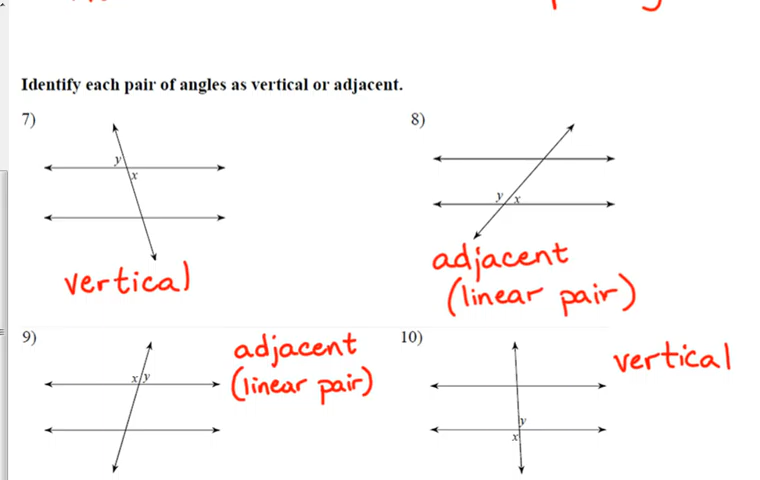 Identify each pair of angles as vertical or adjacent.
7)
y
x
vertical
8)
y x
adjacent
(linear pair)
9)
x y
adjacent
(linear pair)
10)
y
x
vertical